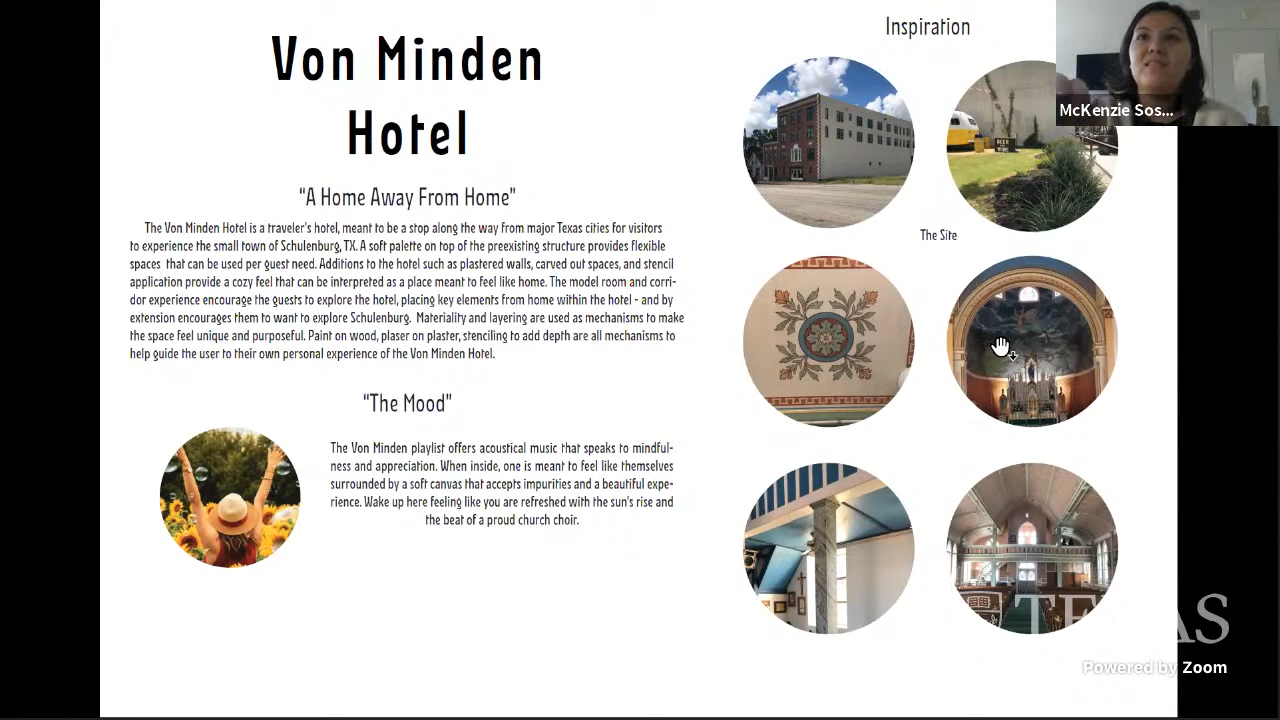 Von Minden
Hotel
"A Home Away From Home"
The Von Minden Hotel is a traveler's hotel, meant to be a stop along the way from major Texas cities for visitors
to experience the small town of Schulenburg, TX. A soft palette on top of the preexisting structure provides flexible
spaces that can be used per guest need. Additions to the hotel such as plastered walls, carved out spaces, and stencil
application provide a cozy feel that can be interpreted as a place meant to feel like home. The model room and corri-
dor experience encourage the guests to explore the hotel, placing key elements from home within the hotel - and by
extension encourages them to want to explore Schulenburg. Materiality and layering are used as mechanisms to make
the space feel unique and purposeful. Paint on wood, plaser on plaster, stenciling to add depth are all mechanisms to
help guide the user to their own personal experience of the Von Minden Hotel.
"The Mood"
The Von Minden playlist offers acoustical music that speaks to mindful-
ness and appreciation. When inside, one is meant to feel like themselves
surrounded by a soft canvas that accepts impurities and a beautiful expe-
rience. Wake up here feeling like you are refreshed with the sun's rise and
the beat of a proud church choir.
Inspiration
BEER
The Site
McKenzie Sos...
TEXAS
Powered by Zoom